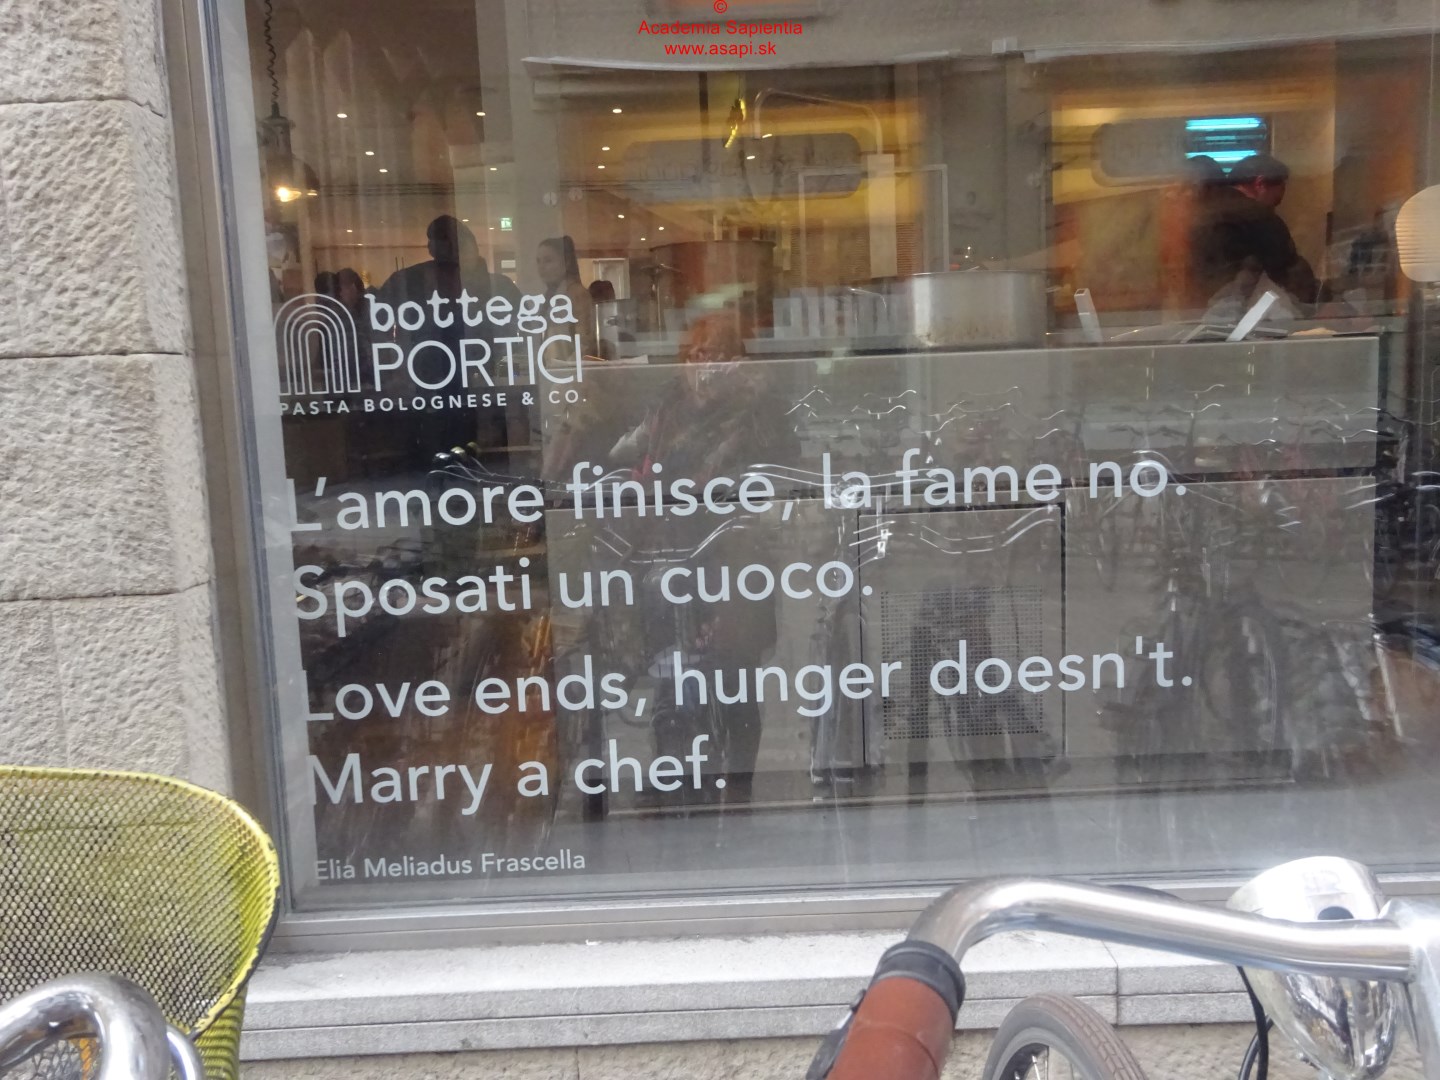 ©
Academia Sapientia
www.asapi.sk
bottega
PORTICI
PASTA BOLOGNESE & CO.
L'amore finisce, la fame no.
Sposati un cuoco.
Love ends, hunger doesn't.
Marry a chef.
Elia Meliadus Frascella